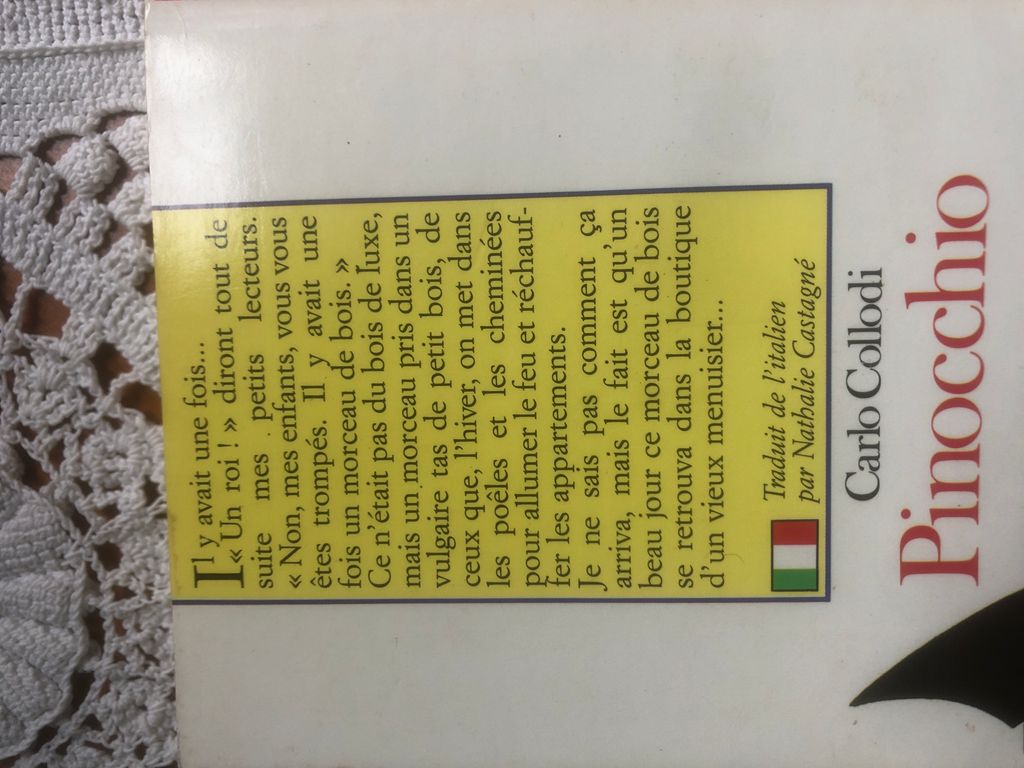 Il y avait une fois...
« Un roi ! » diront tout de
suite mes petits lecteurs.
« Non, mes enfants, vous vous
êtes trompés. Il y avait une
fois un morceau de bois. »
Ce n'était pas du bois de luxe,
mais un morceau pris dans un
vulgaire tas de petit bois, de
ceux que, l'hiver, on met dans
les poêles et les cheminées
pour allumer le feu et réchauf-
fer les appartements.
Je ne sais pas comment ça
arriva, mais le fait est qu'un
beau jour ce morceau de bois
se retrouva dans la boutique
d'un vieux menuisier...
Traduit de l'italien
par Nathalie Castagné
Carlo Collodi
Pinocchio